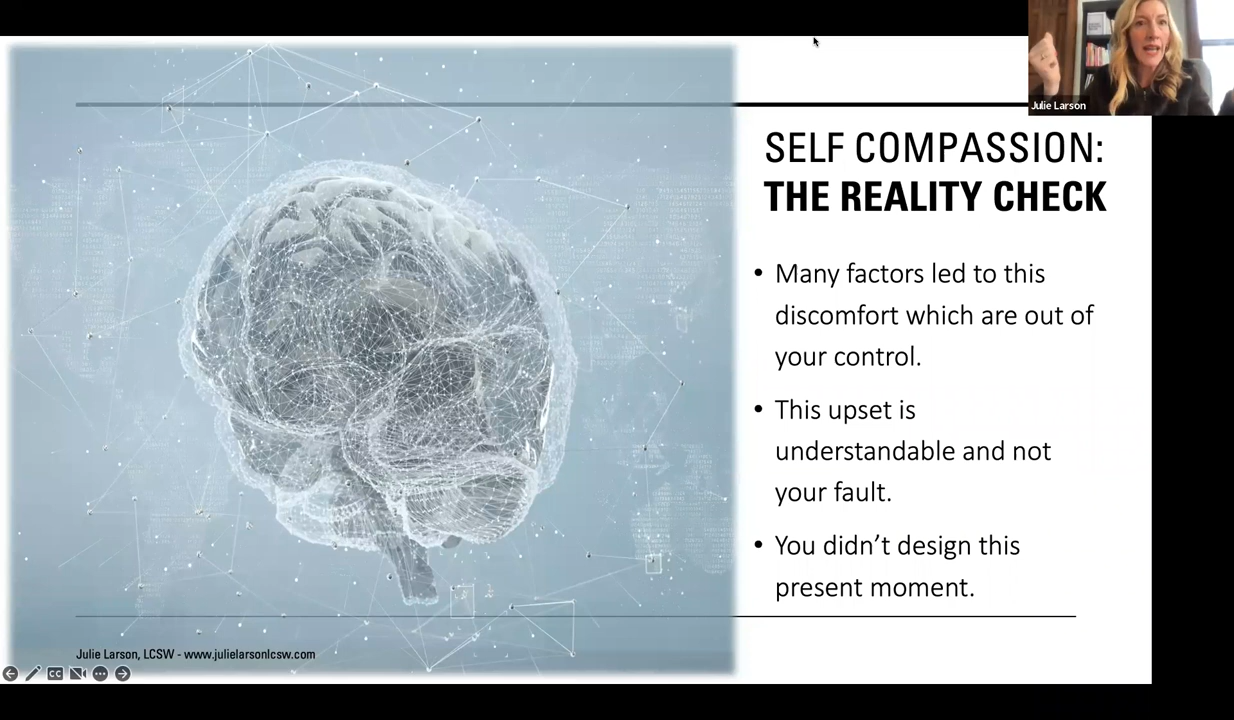 Julie Larson
SELF COMPASSION:
THE REALITY CHECK
• Many factors led to this
discomfort which are out of
your control.
• This upset is
understandable and not
your fault.
• You didn’t design this
present moment.
Julie Larson, LCSW - www.julielarsonlcsw.com
CC